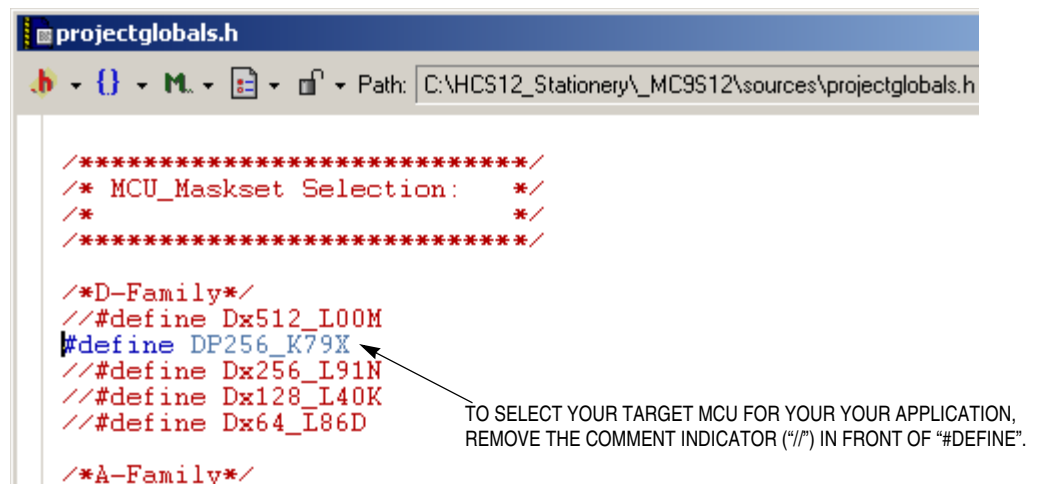 projectglobals.h
.h {} M. Path: C:\HCS12_Stationery\_MC9S12\sources\projectglobals.h
/****************************/
/* MCU_Maskset Selection:   */
/*                          */
/****************************/
/*D-Family*/
//#define Dx512_L00M
#define DP256_K79X
//#define Dx256_L91N
//#define Dx128_L40K
//#define Dx64_L86D
TO SELECT YOUR TARGET MCU FOR YOUR YOUR APPLICATION,
REMOVE THE COMMENT INDICATOR (“//”) IN FRONT OF “#DEFINE”.
/*A-Family*/